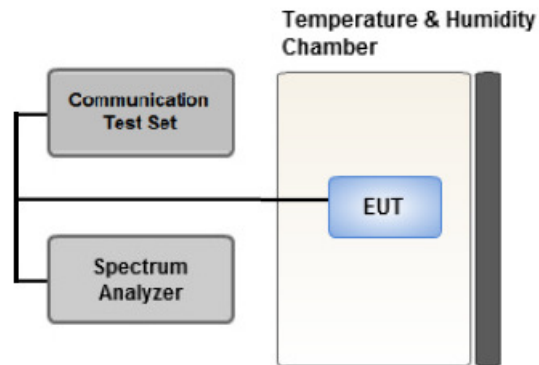 Temperature & Humidity
Chamber
Communication
Test Set
EUT
Spectrum
Analyzer